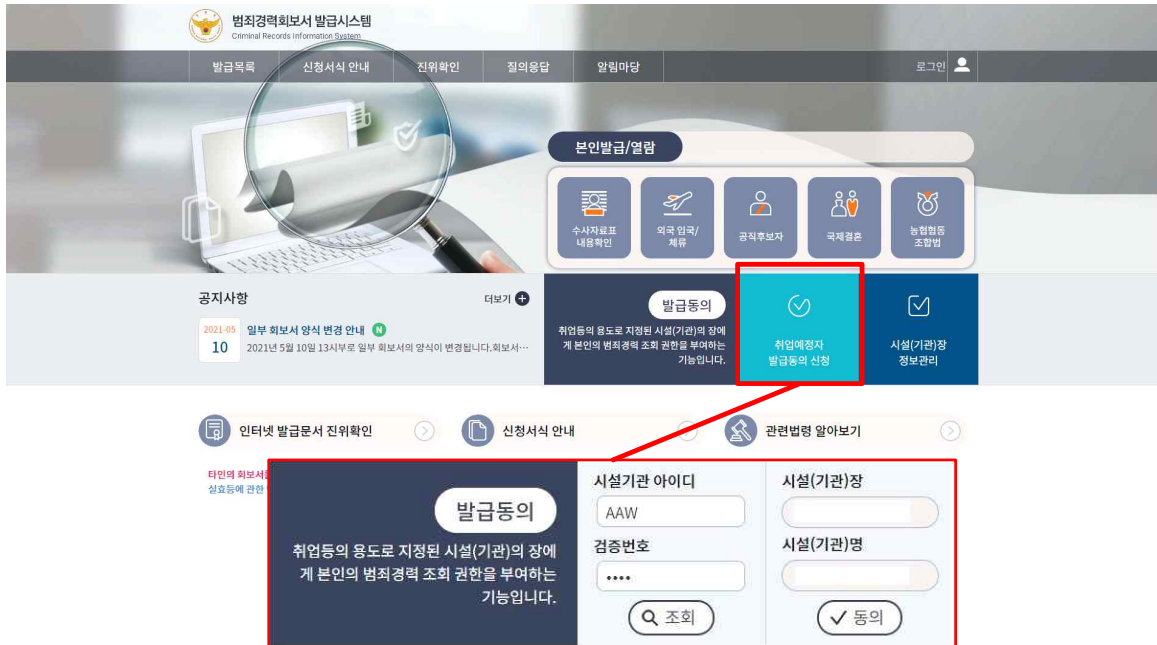 범죄경력회보서 발급시스템
Criminal Records Information System
발급목록 신청서식 안내 진위확인 질의응답 알림마당 로그인
본인발급/열람
수사자료표
내용확인
외국 입국/
체류
공직후보자
국제결혼
농협협동
조합법
공지사항
더보기
2021-05
10
일부 회보서 양식 변경 안내 N
2021년 5월 10일 13시부로 일부 회보서의 양식이 변경됩니다.회보서…
발급동의
취업등의 용도로 지정된 시설(기관)의 장에
게 본인의 범죄경력 조회 권한을 부여하는
기능입니다.
취업예정자
발급동의 신청
시설(기관)장
정보관리
인터넷 발급문서 진위확인
신청서식 안내
관련법령 알아보기
타인의 회보서를
실효등에 관한
발급동의
취업등의 용도로 지정된 시설(기관)의 장에
게 본인의 범죄경력 조회 권한을 부여하는
기능입니다.
시설기관 아이디
AAW
검증번호
••••
조회
시설(기관)장
시설(기관)명
동의